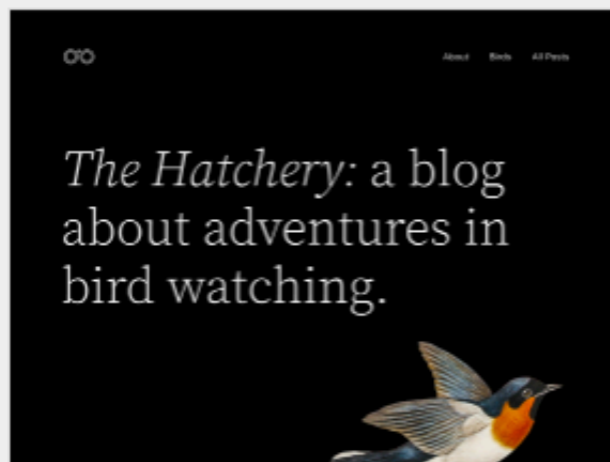 About Birds All Posts
The Hatchery: a blog
about adventures in
bird watching.